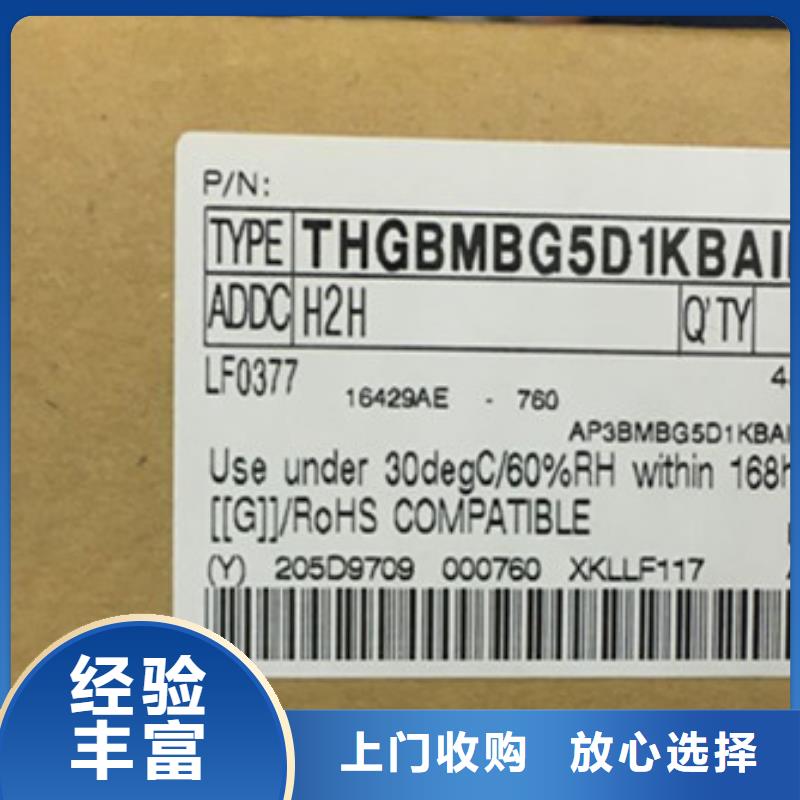 P/N:
TYPE THGBMBG5D1KBAI
ADDC H2H Q'TY
LF0377 4
16429AE - 760
AP3BMBG5D1KBAI
Use under 30degC/60%RH within 168h
[[G]]/RoHS COMPATIBLE
(Y) 205D9709 000760 XKLLF117
经验
丰富
上门收购 放心选择